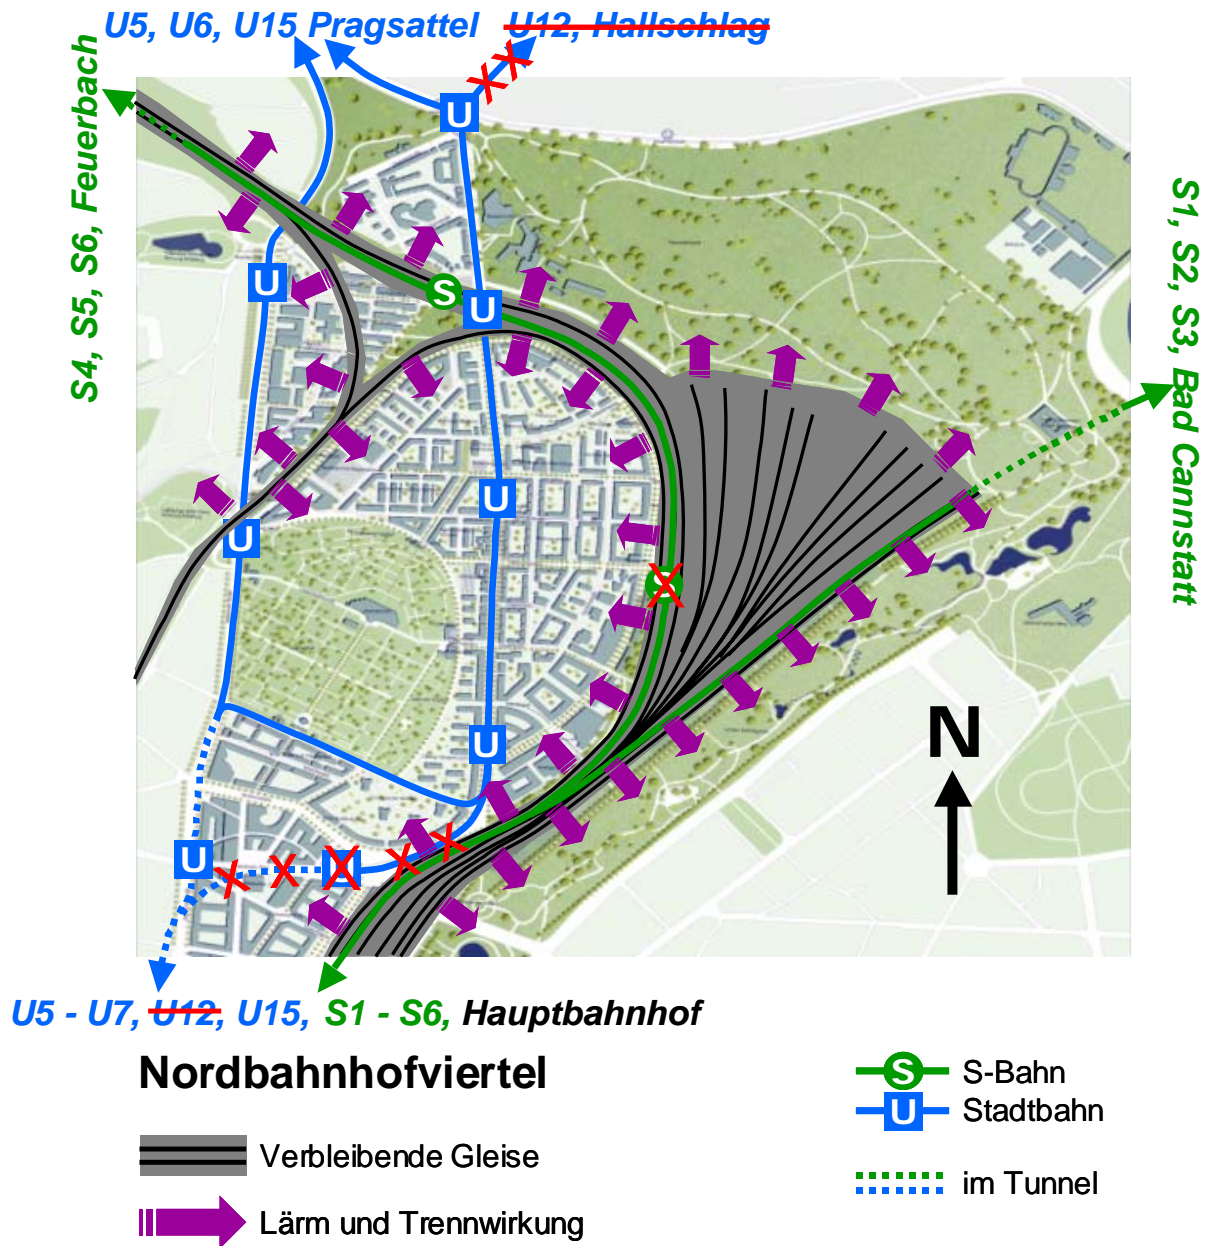 U5, U6, U15 Pragsattel U12, Hallschlag
S4, S5, S6, Feuerbach
S1, S2, S3, Bad Cannstatt
U
U
S
U
U
U
S
U
U
U
N
U5 - U7, U12, U15, S1 - S6, Hauptbahnhof
Nordbahnhofviertel
S S-Bahn
U Stadtbahn
Verbleibende Gleise
im Tunnel
Lärm und Trennwirkung